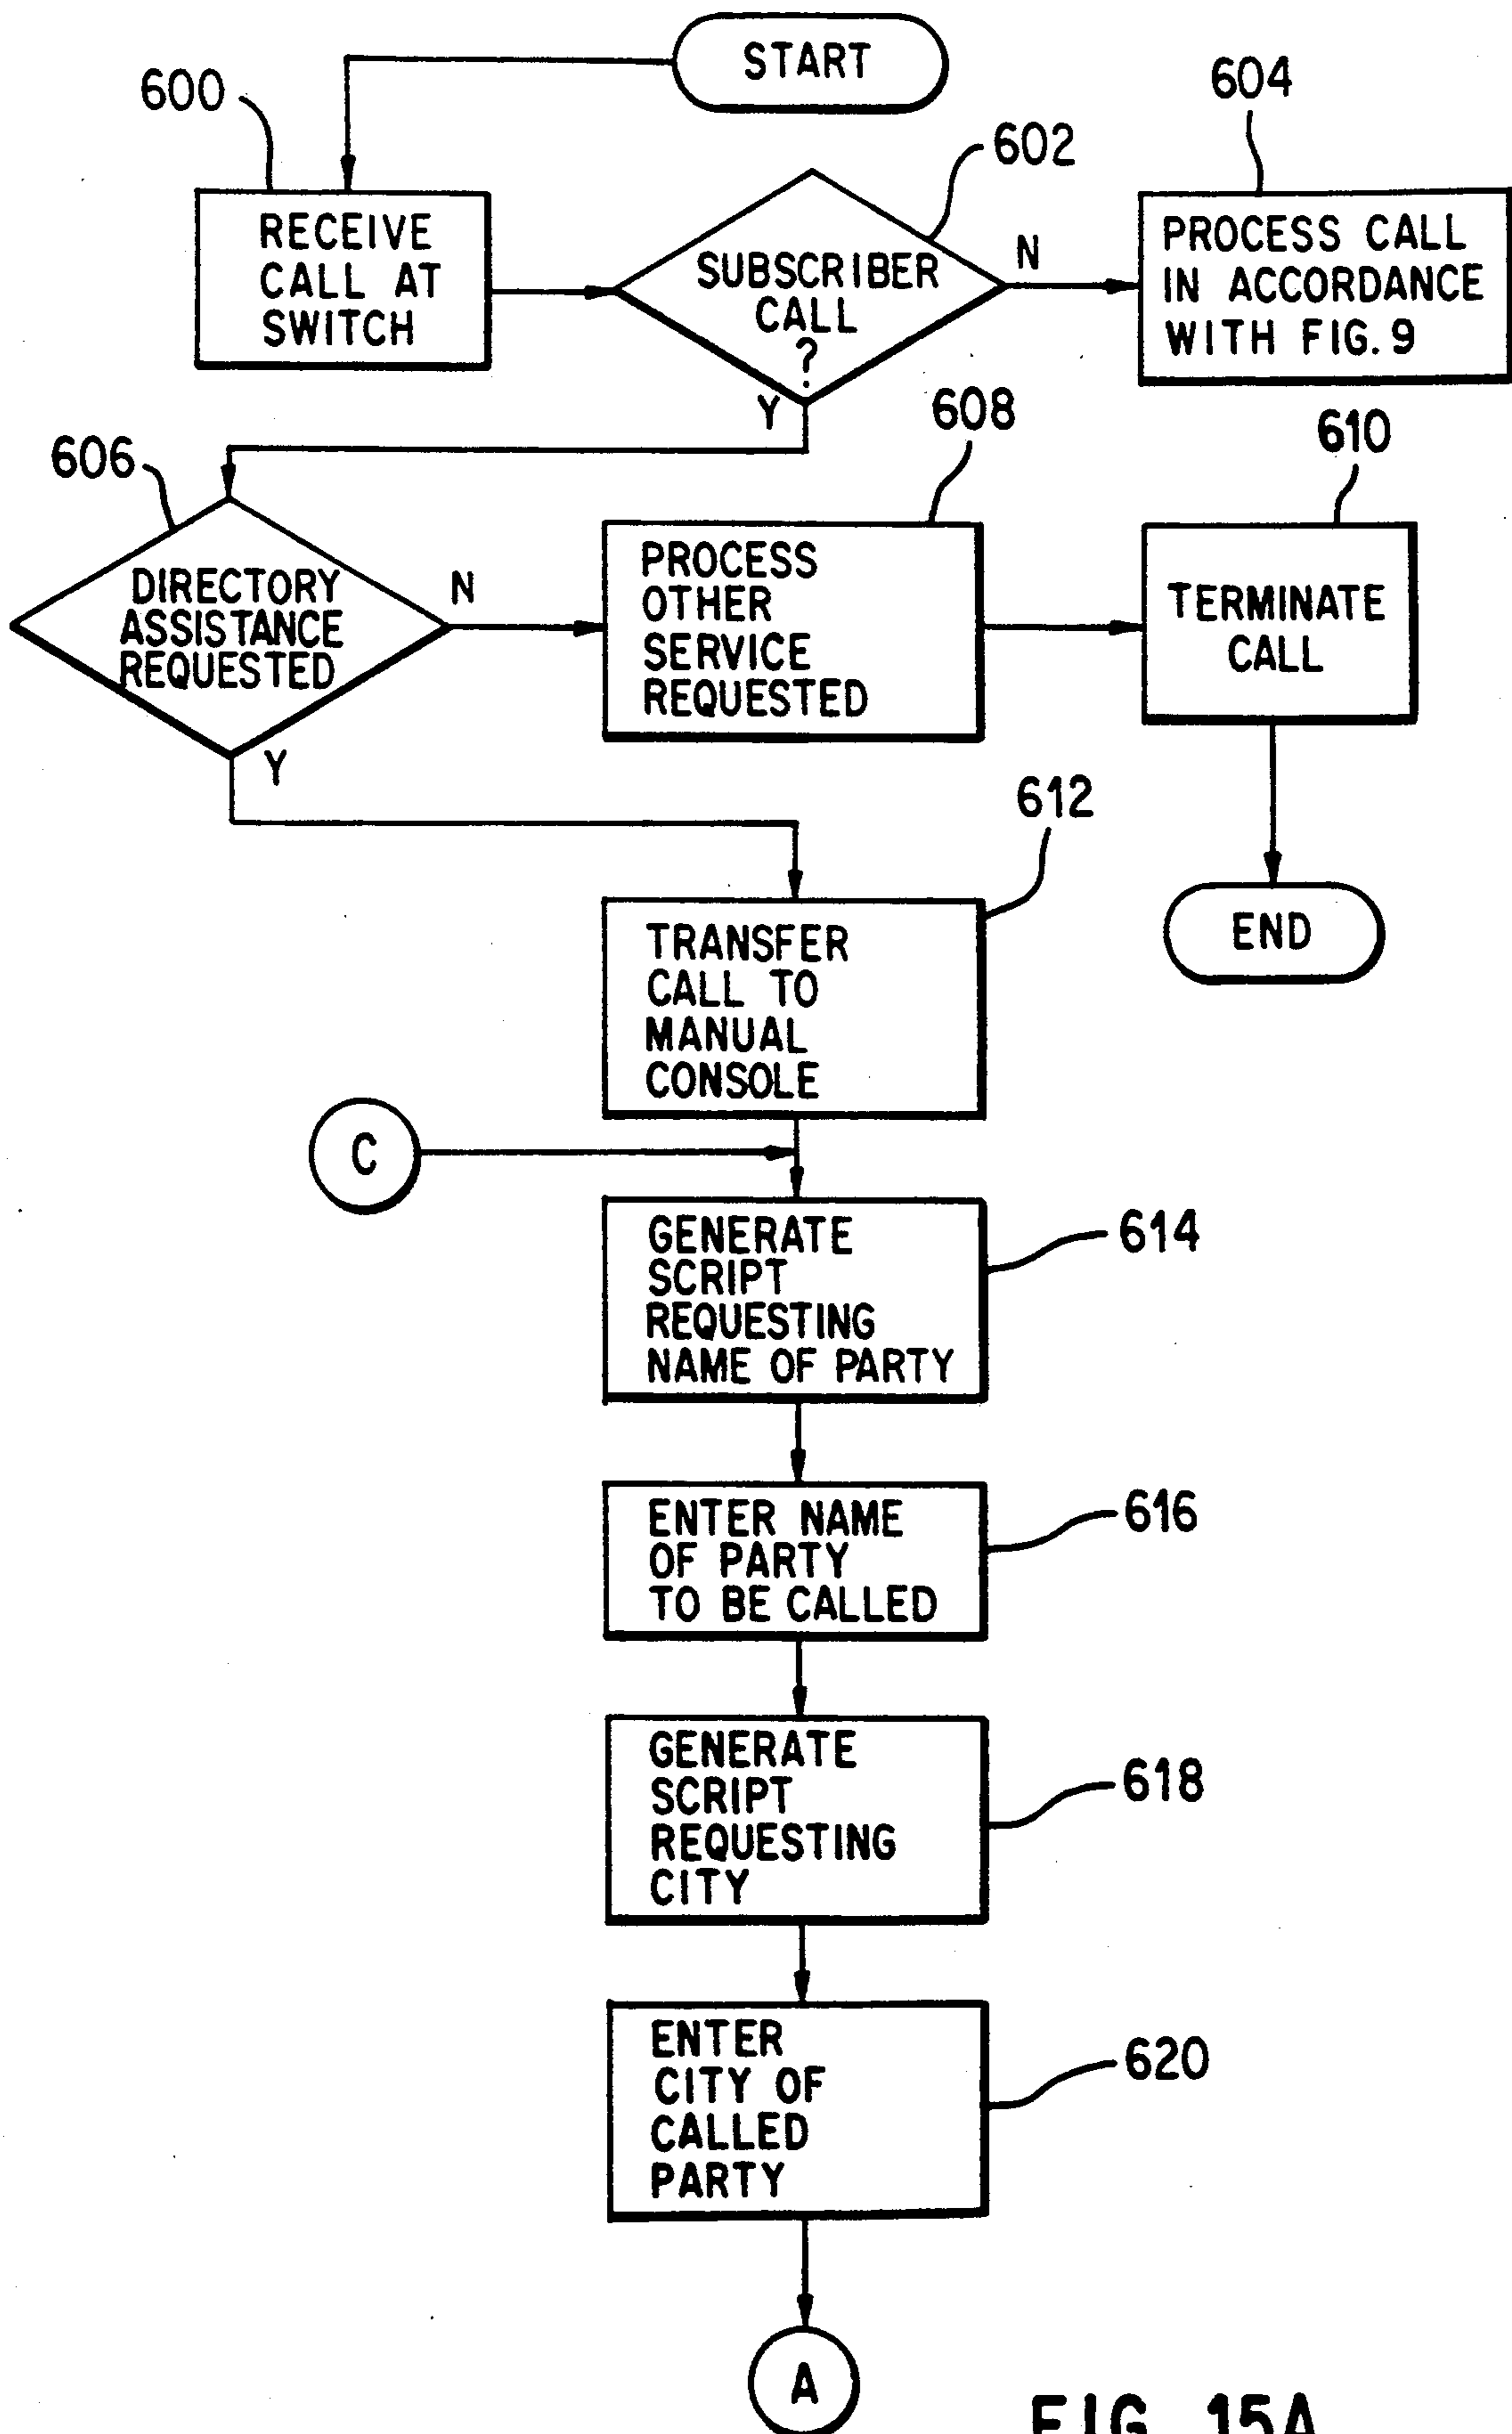 START
600
602
604
RECEIVE
CALL AT
SWITCH
SUBSCRIBER
CALL
?
N
PROCESS CALL
IN ACCORDANCE
WITH FIG. 9
Y
606
608
610
DIRECTORY
ASSISTANCE
REQUESTED
N
PROCESS
OTHER
SERVICE
REQUESTED
TERMINATE
CALL
Y
612
END
TRANSFER
CALL TO
MANUAL
CONSOLE
C
614
GENERATE
SCRIPT
REQUESTING
NAME OF PARTY
616
ENTER NAME
OF PARTY
TO BE CALLED
618
GENERATE
SCRIPT
REQUESTING
CITY
620
ENTER
CITY OF
CALLED
PARTY
A
FIG. 15A